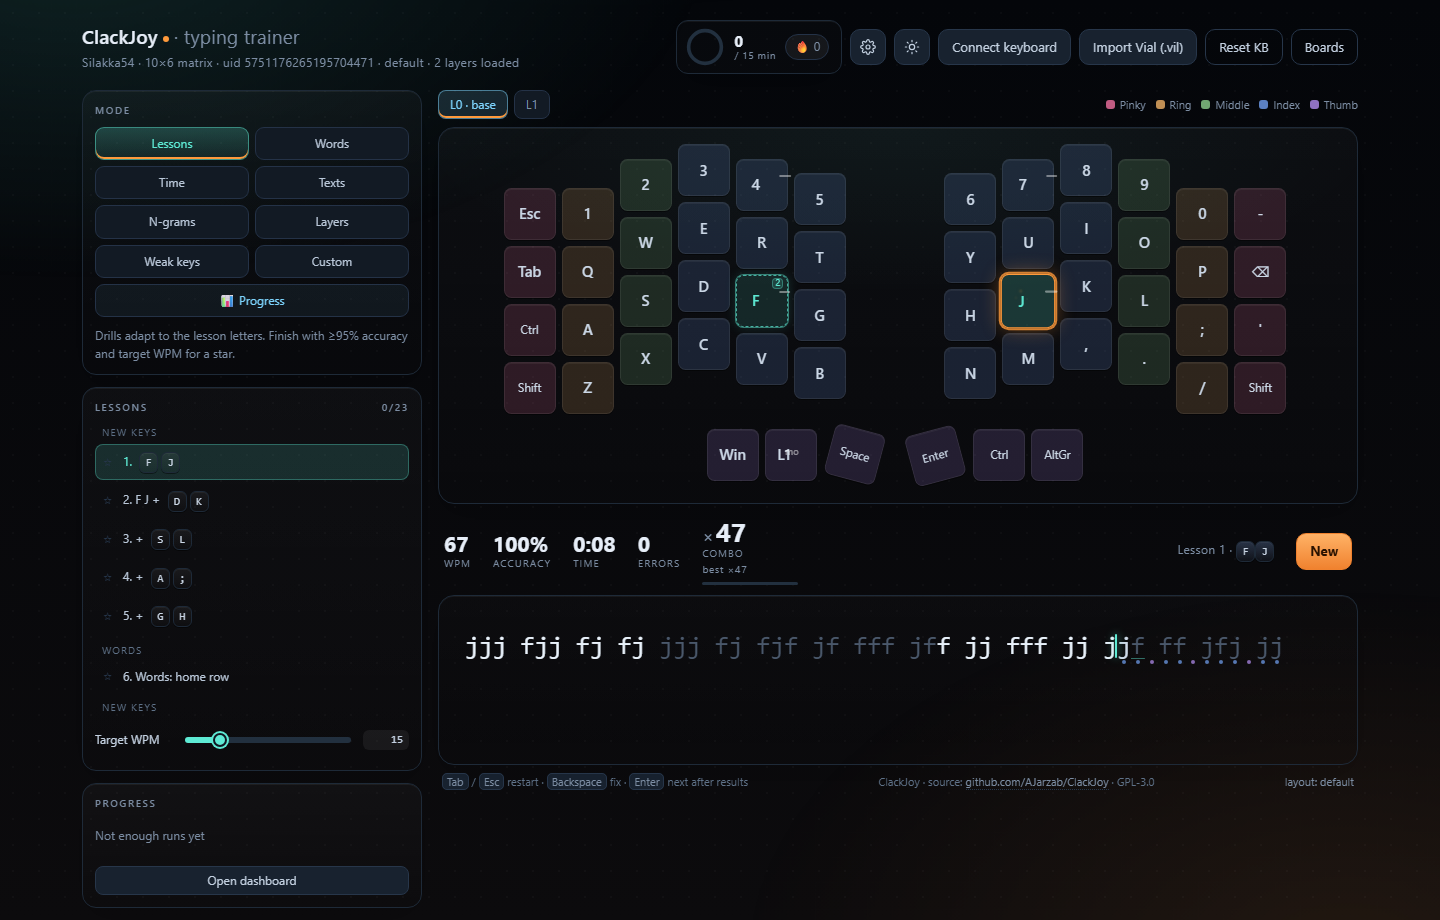 ClackJoy · typing trainer
Silakka54 · 10×6 matrix · uid 5751176265195704471 · default · 2 layers loaded
0
/ 15 min
🔥 0
Connect keyboard
Import Vial (.vil)
Reset KB
Boards
MODE
Lessons
Words
Time
Texts
N-grams
Layers
Weak keys
Custom
📊 Progress
Drills adapt to the lesson letters. Finish with ≥95% accuracy
and target WPM for a star.
LESSONS 0/23
NEW KEYS
☆ 1. F J
☆ 2. F J + D K
☆ 3. + S L
☆ 4. + A ;
☆ 5. + G H
WORDS
☆ 6. Words: home row
NEW KEYS
Target WPM 15
PROGRESS
Not enough runs yet
Open dashboard
L0 · base L1
Pinky Ring Middle Index Thumb
Esc 1 2 3 4 5 6 7 8 9 0 -
Tab Q W E R T Y U I O P ⌫
Ctrl A S D F 2 G H J K L ; '
Shift Z X C V B N M , . / Shift
Win L1 mo Space Enter Ctrl AltGr
67 WPM
100% ACCURACY
0:08 TIME
0 ERRORS
×47
COMBO
best ×47
Lesson 1 · F J
New
jjj fjj fj fj jjj fj fjf jf fff jff jj fff jj jjf ff jfj jj
Tab / Esc restart · Backspace fix · Enter next after results
ClackJoy · source: github.com/AJarzab/ClackJoy · GPL-3.0
layout: default